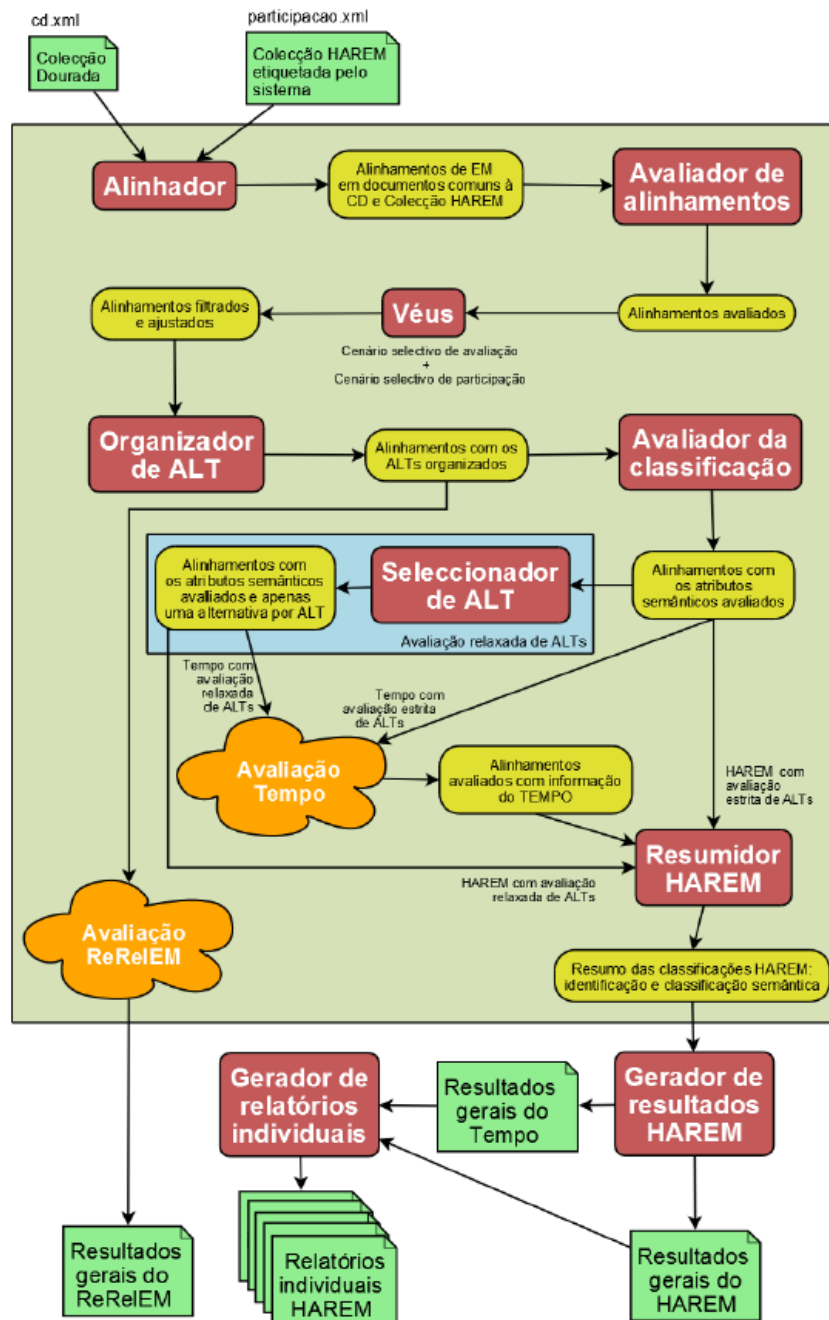 cd.xml
participacao.xml
Colecção
Dourada
Colecção HAREM
etiquetada pelo
sistema
Alinhador
Alinhamentos de EM
em documentos comuns à
CD e Colecção HAREM
Avaliador de
alinhamentos
Alinhamentos filtrados
e ajustados
Véus
Alinhamentos avaliados
Cenário selectivo de avaliação
+
Cenário selectivo de participação
Organizador
de ALT
Alinhamentos com os
ALTs organizados
Avaliador da
classificação
Alinhamentos com
os atributos semânticos
avaliados e apenas
uma alternativa por ALT
Seleccionador
de ALT
Avaliação relaxada de ALTs
Alinhamentos com
os atributos
semânticos avaliados
Tempo com
avaliação
relaxada
de ALTs
Tempo com
avaliação estrita
de ALTs
Avaliação
Tempo
Alinhamentos
avaliados com informação
do TEMPO
HAREM com
avaliação
estrita de ALTs
Resumidor
HAREM
HAREM com avaliação
relaxada de ALTs
Avaliação
ReRelEM
Resumo das classificações HAREM:
identificação e classificação semântica
Gerador de
relatórios
individuais
Resultados
gerais do
Tempo
Gerador de
resultados
HAREM
Resultados
gerais do
ReRelEM
Relatórios
individuais
HAREM
Resultados
gerais do
HAREM